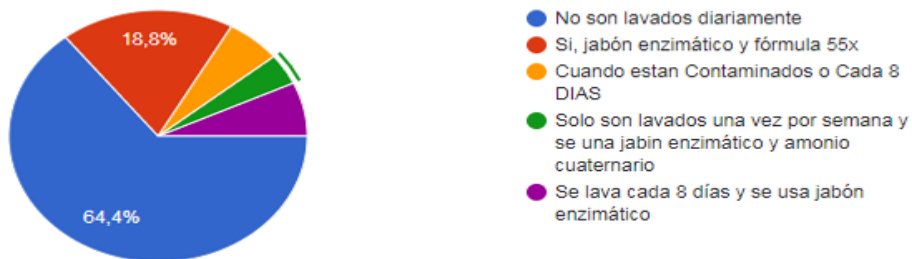 18,8%
64,4%
No son lavados diariamente
Si, jabón enzimático y fórmula 55x
Cuando estan Contaminados o Cada 8
DIAS
Solo son lavados una vez por semana y
se una jabin enzimático y amonio
cuaternario
Se lava cada 8 días y se usa jabón
enzimático